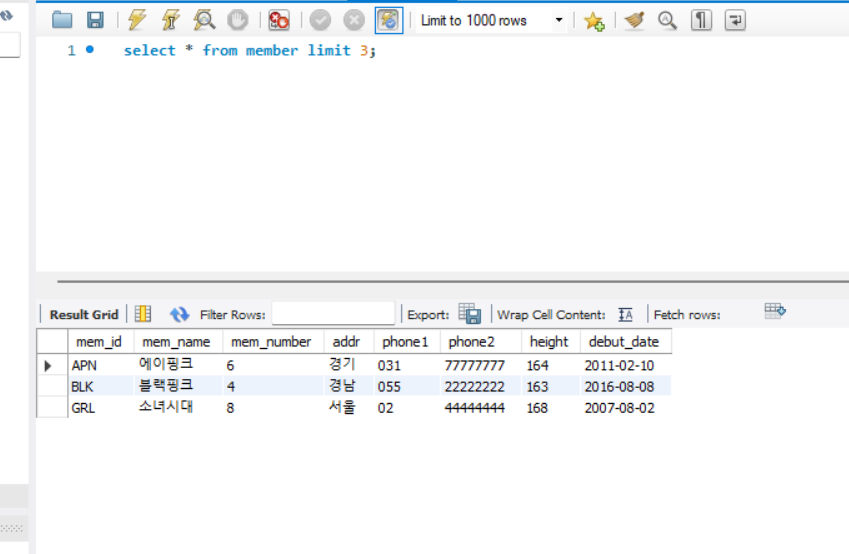 Limit to 1000 rows
1 select * from member limit 3;
Result Grid Filter Rows: Export: Wrap Cell Content: IA Fetch rows:
mem_id mem_name mem_number addr phone1 phone2 height debut_date
APN 에이핑크 6 경기 031 77777777 164 2011-02-10
BLK 블랙핑크 4 경남 055 22222222 163 2016-08-08
GRL 소녀시대 8 서울 02 44444444 168 2007-08-02